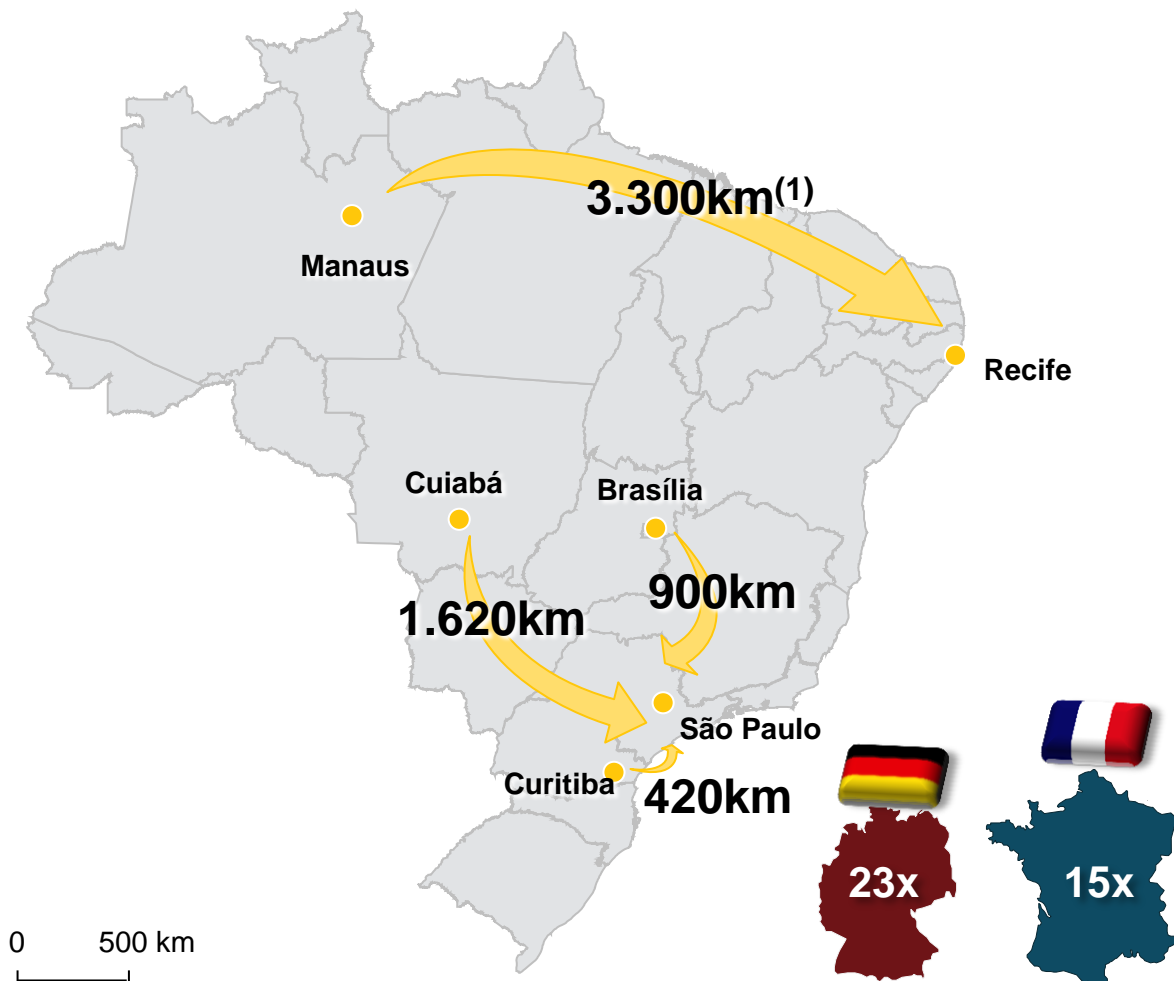 3.300km(1)
Manaus
Recife
Cuiabá
Brasília
900km
1.620km
São Paulo
Curitiba
420km
23x
15x
0 500 km